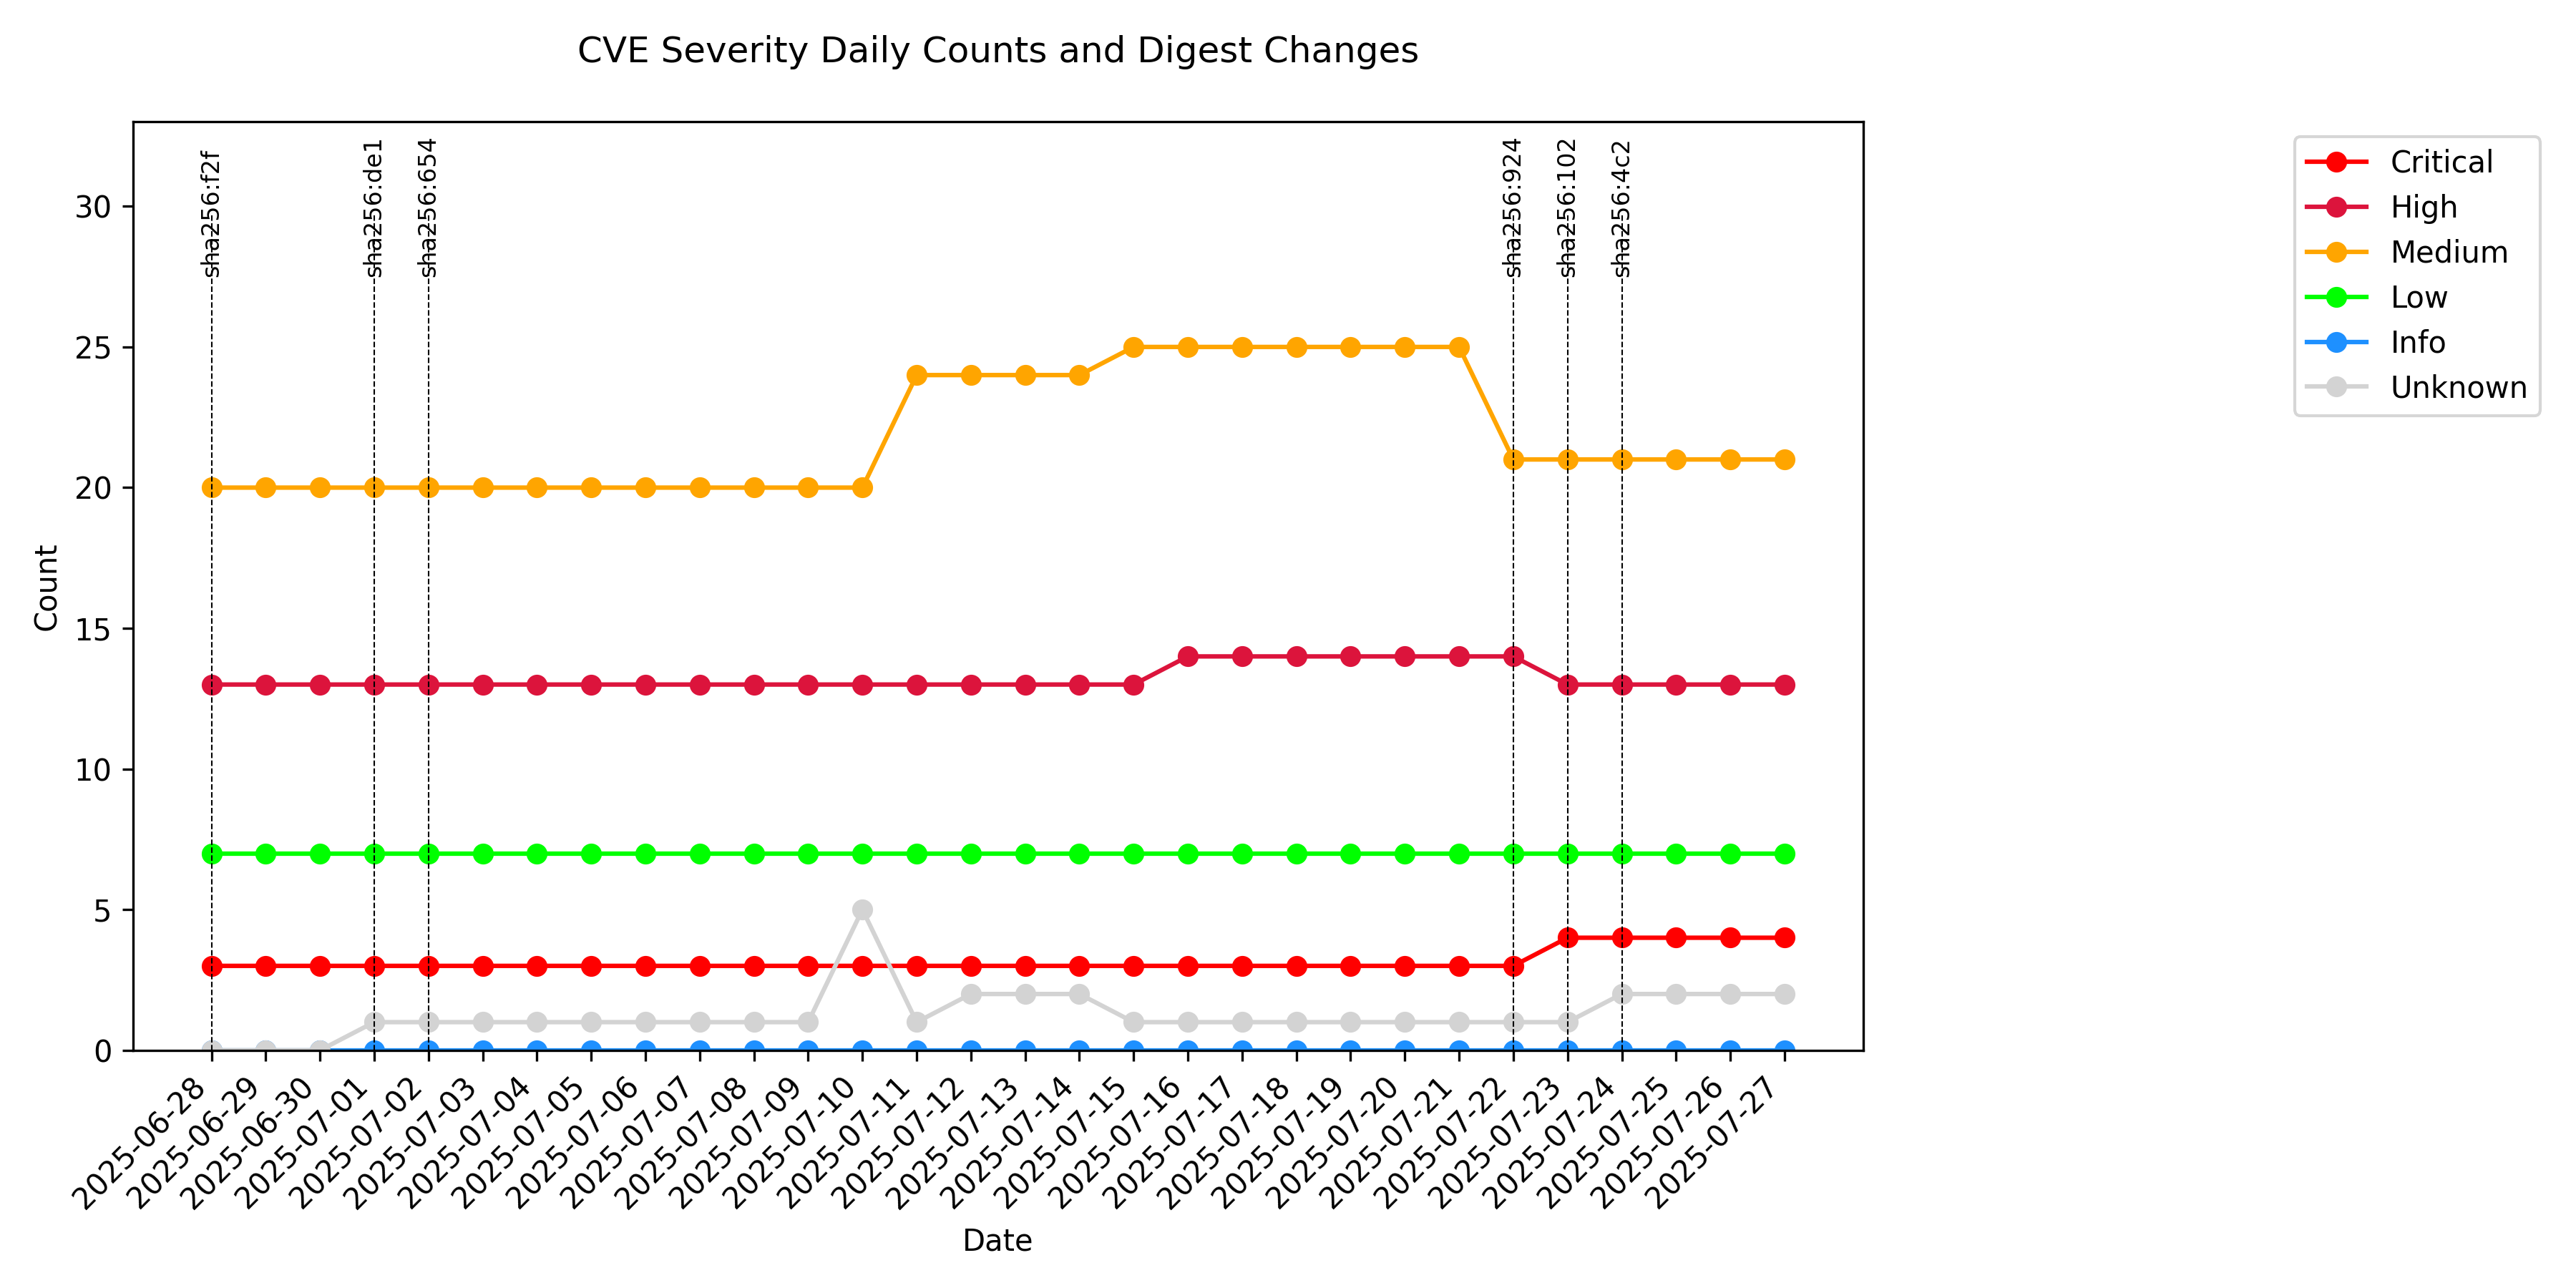 CVE Severity Daily Counts and Digest Changes
sha256:f2f
sha256:de1
sha256:654
sha256:924
sha256:102
sha256:4c2
Critical
High
Medium
Low
Info
Unknown
Count
30
25
20
15
10
5
0
2025-06-28
2025-06-29
2025-06-30
2025-07-01
2025-07-02
2025-07-03
2025-07-04
2025-07-05
2025-07-06
2025-07-07
2025-07-08
2025-07-09
2025-07-10
2025-07-11
2025-07-12
2025-07-13
2025-07-14
2025-07-15
2025-07-16
2025-07-17
2025-07-18
2025-07-19
2025-07-20
2025-07-21
2025-07-22
2025-07-23
2025-07-24
2025-07-25
2025-07-26
2025-07-27
Date